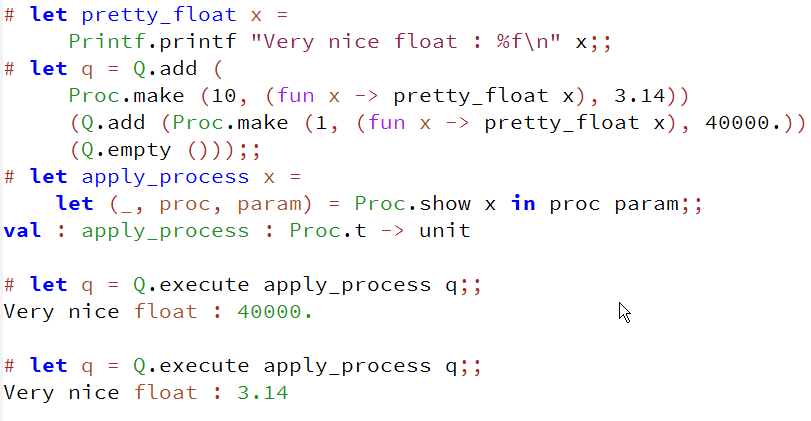 # let pretty_float x =
     Printf.printf "Very nice float : %f\n" x;;
# let q = Q.add (
     Proc.make (10, (fun x -> pretty_float x), 3.14))
     (Q.add (Proc.make (1, (fun x -> pretty_float x), 40000.))
     (Q.empty ()));;
# let apply_process x =
    let (_, proc, param) = Proc.show x in proc param;;
val : apply_process : Proc.t -> unit
# let q = Q.execute apply_process q;;
Very nice float : 40000.
# let q = Q.execute apply_process q;;
Very nice float : 3.14